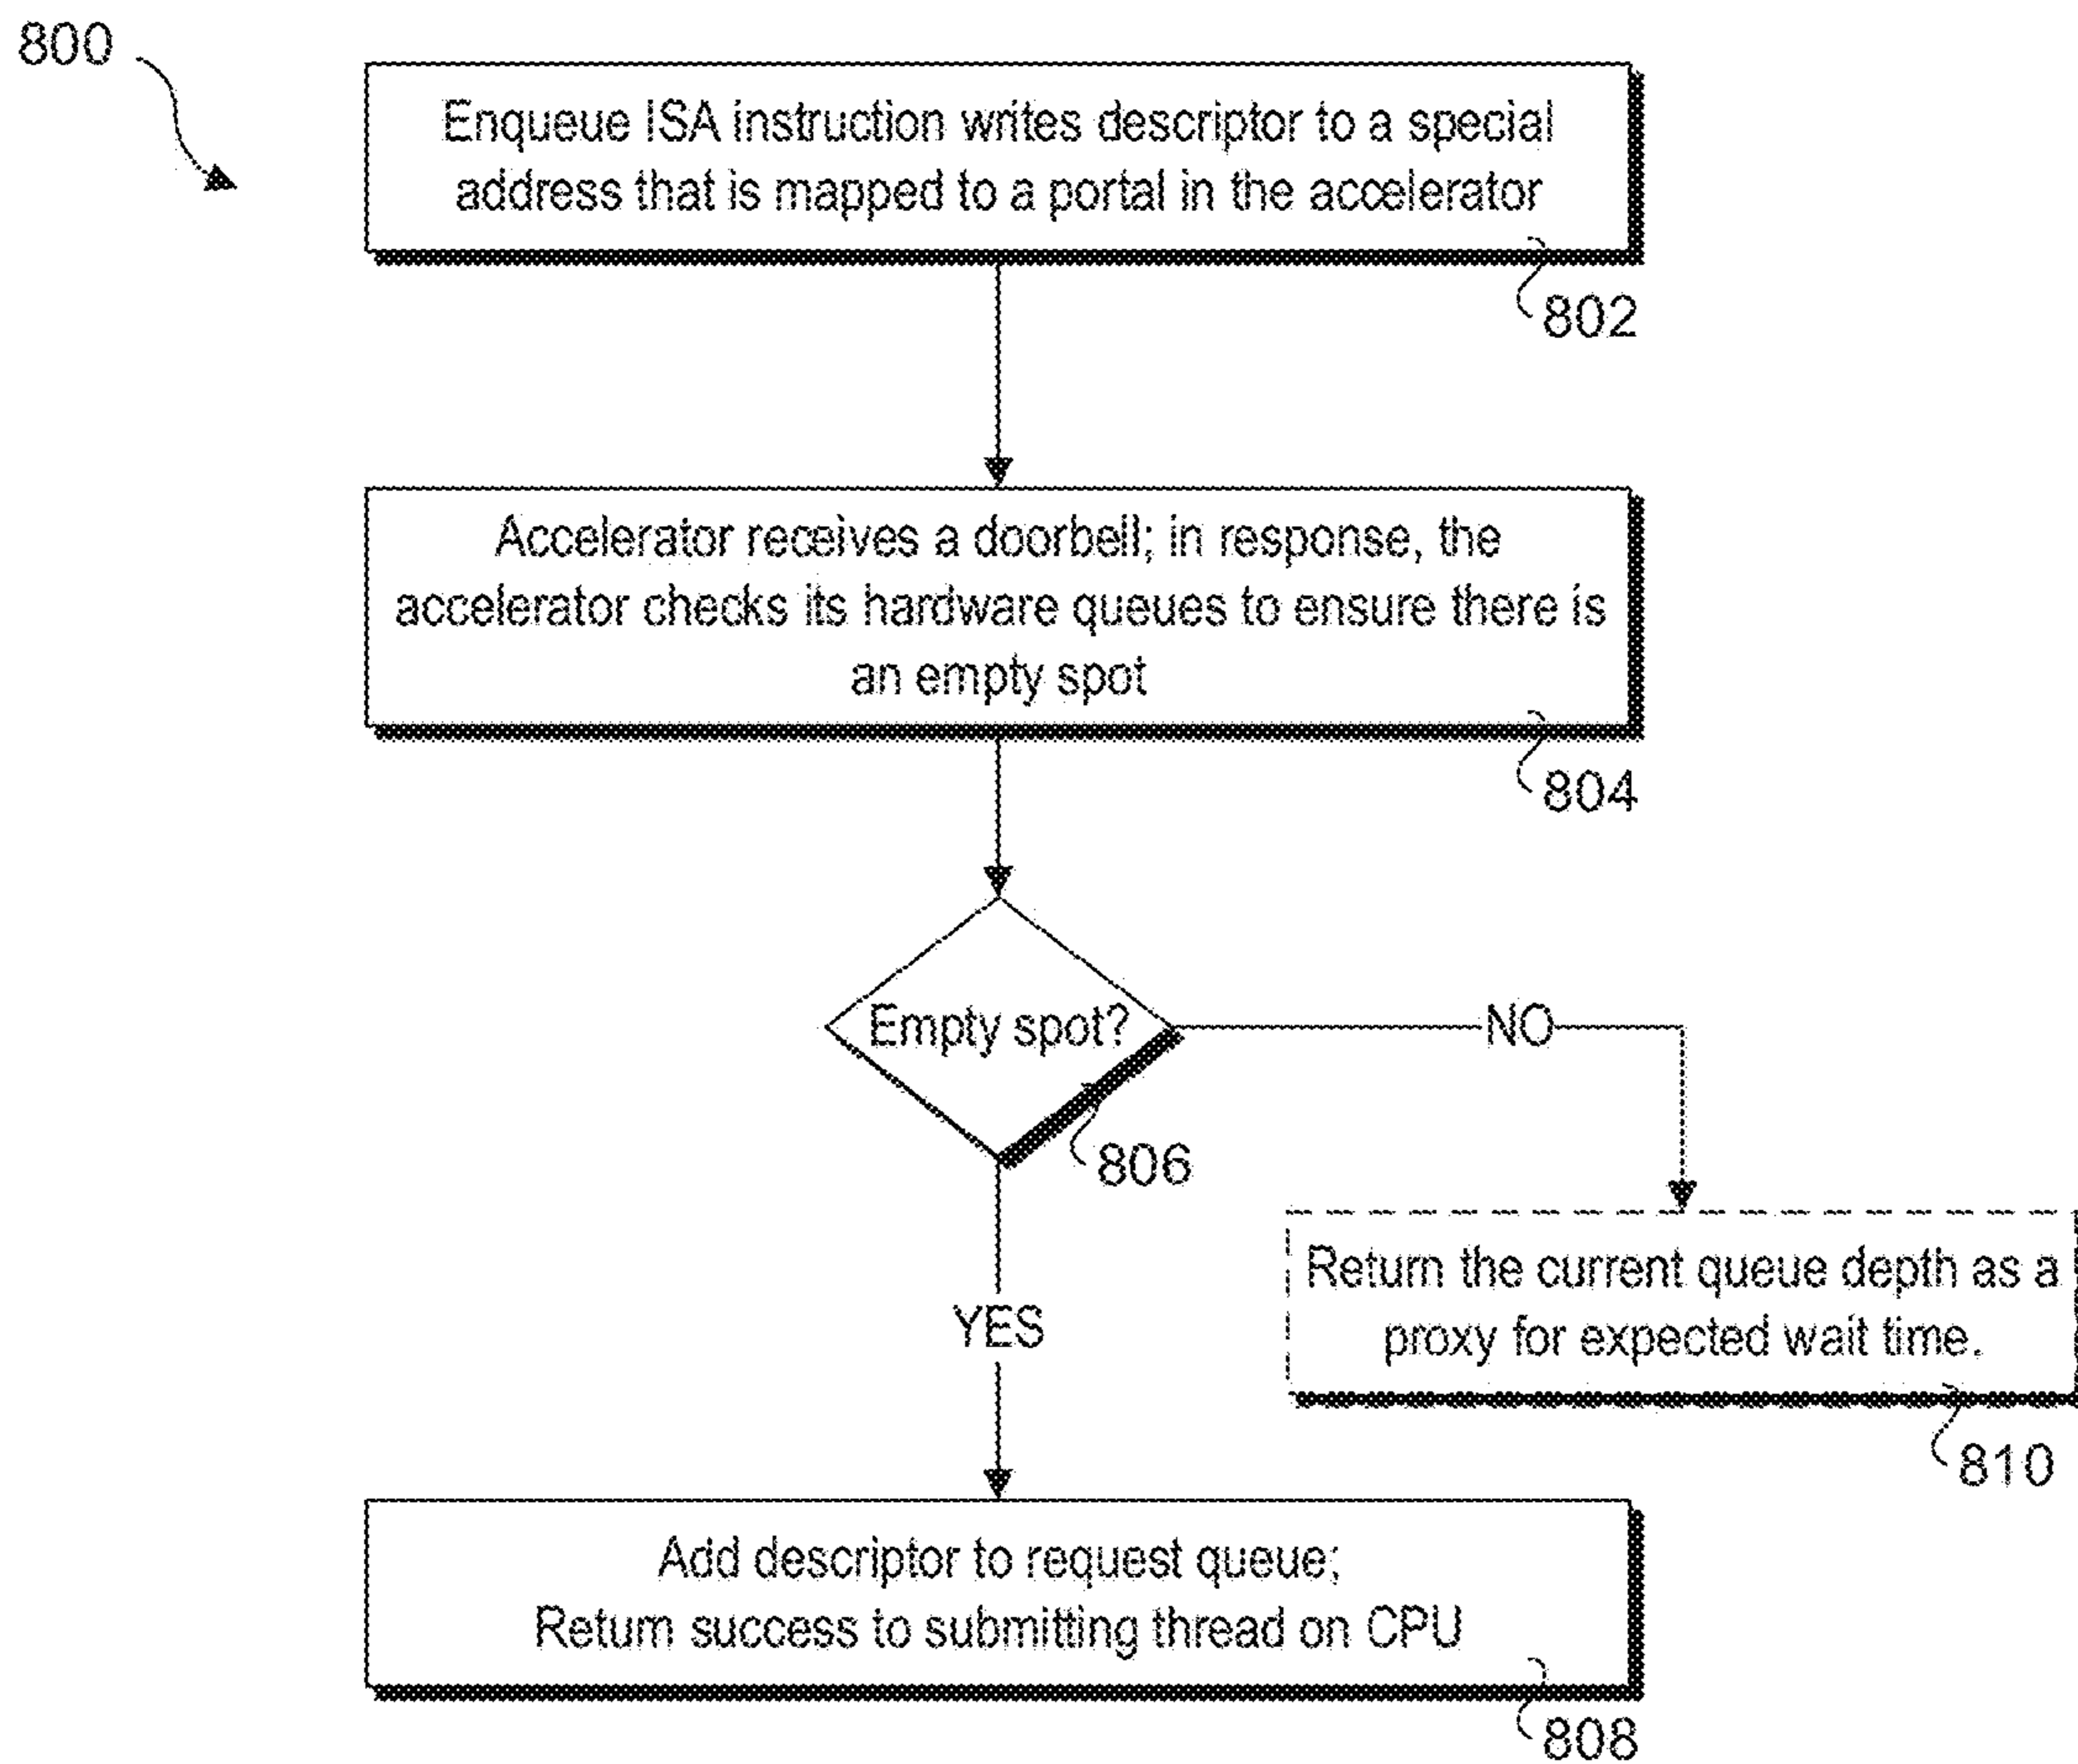 800
Enqueue ISA instruction writes descriptor to a special
address that is mapped to a portal in the accelerator
802
Accelerator receives a doorbell; in response, the
accelerator checks its hardware queues to ensure there is
an empty spot
804
Empty spot?
NO
806
YES
Return the current queue depth as a
proxy for expected wait time.
810
Add descriptor to request queue;
Return success to submitting thread on CPU
808